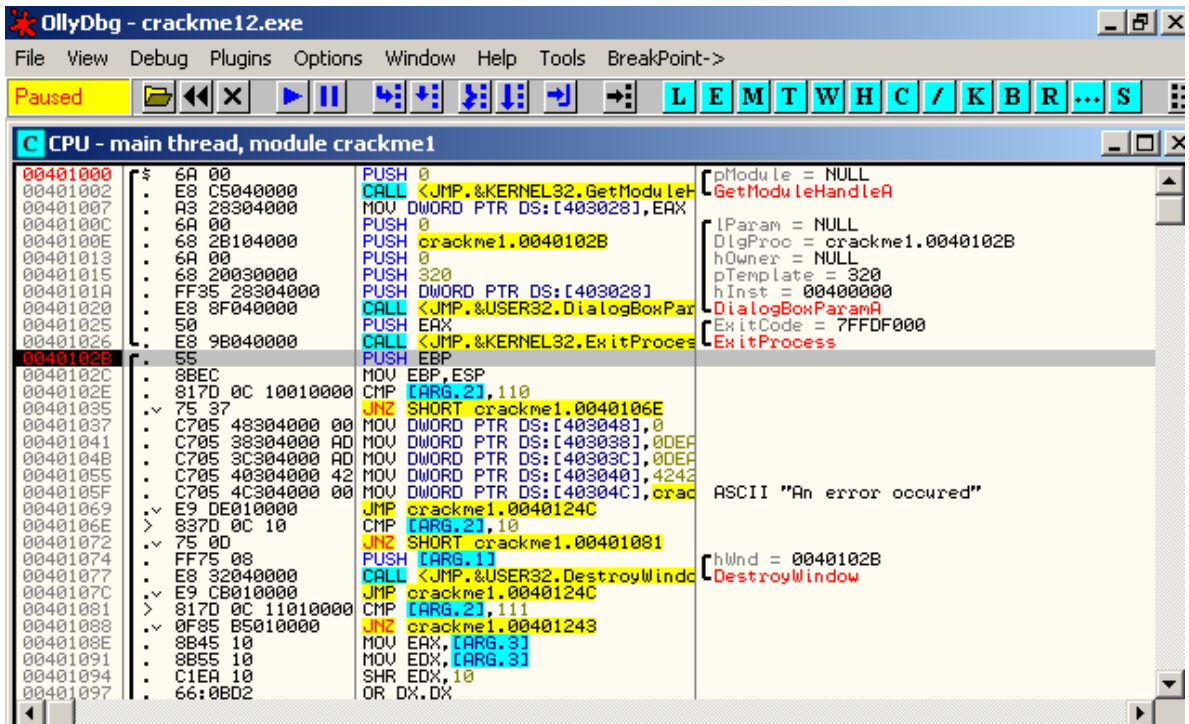 OllyDbg - crackme12.exe
File View Debug Plugins Options Window Help Tools BreakPoint->
Paused L E M T W H C / K B R ... S
C CPU - main thread, module crackme1
00401000 $ 6A 00 PUSH 0 pModule = NULL
00401002 . E8 C5040000 CALL <JMP.&KERNEL32.GetModuleH GetModuleHandleA
00401007 . A3 28304000 MOV DWORD PTR DS:[403028],EAX
0040100C . 6A 00 PUSH 0 lParam = NULL
0040100E . 68 2B104000 PUSH crackme1.0040102B DlgProc = crackme1.0040102B
00401013 . 6A 00 PUSH 0 hOwner = NULL
00401015 . 68 20030000 PUSH 320 pTemplate = 320
0040101A . FF35 28304000 PUSH DWORD PTR DS:[403028] hInst = 00400000
00401020 . E8 8F040000 CALL <JMP.&USER32.DialogBoxPar DialogBoxParamA
00401025 . 50 PUSH EAX ExitCode = 7FFDF000
00401026 . E8 9B040000 CALL <JMP.&KERNEL32.ExitProces ExitProcess
0040102B . 55 PUSH EBP
0040102C . 8BEC MOV EBP,ESP
0040102E . 817D 0C 10010000 CMP [ARG.2],110
00401035 .v 75 37 JNZ SHORT crackme1.0040106E
00401037 . C705 48304000 00 MOV DWORD PTR DS:[403048],0
00401041 . C705 38304000 AD MOV DWORD PTR DS:[403038],0DEA
0040104B . C705 3C304000 AD MOV DWORD PTR DS:[40303C],0DEA
00401055 . C705 40304000 42 MOV DWORD PTR DS:[403040],4242
0040105F . C705 4C304000 00 MOV DWORD PTR DS:[40304C],crac ASCII "An error occured"
00401069 .v E9 DE010000 JMP crackme1.0040124C
0040106E > 837D 0C 10 CMP [ARG.2],10
00401072 .v 75 0D JNZ SHORT crackme1.00401081
00401074 . FF75 08 PUSH [ARG.1] hWnd = 0040102B
00401077 . E8 32040000 CALL <JMP.&USER32.DestroyWindo DestroyWindow
0040107C .v E9 CB010000 JMP crackme1.0040124C
00401081 > 817D 0C 11010000 CMP [ARG.2],111
00401088 .v 0F85 B5010000 JNZ crackme1.00401243
0040108E . 8B45 10 MOV EAX,[ARG.3]
00401091 . 8B55 10 MOV EDX,[ARG.3]
00401094 . C1EA 10 SHR EDX,10
00401097 . 66:0BD2 OR DX,DX